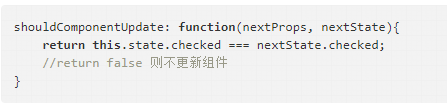 shouldComponentUpdate: function(nextProps, nextState){
    return this.state.checked === nextState.checked;
    //return false 则不更新组件
}